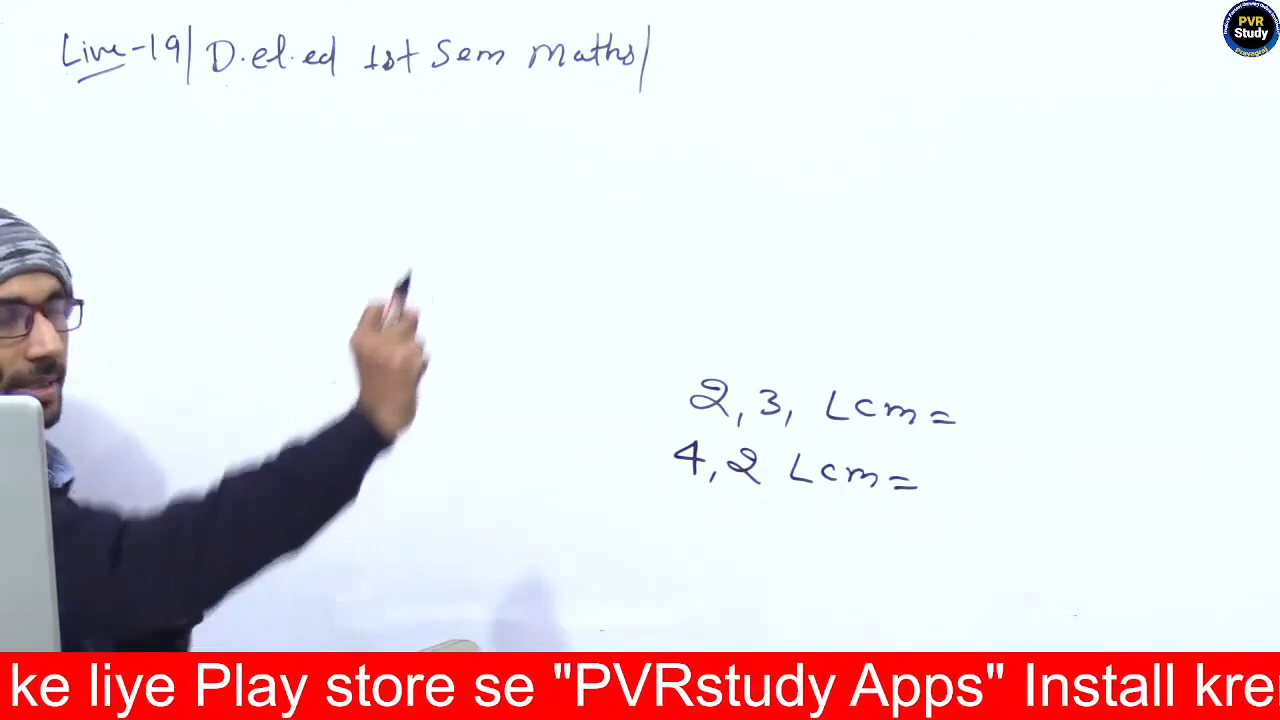 Live-19/ D.el.ed 1st Sem Maths/
PVR
Study
Prayagraj
2, 3, Lcm=
4, 2 Lcm=
ke liye Play store se "PVRstudy Apps" Install kre